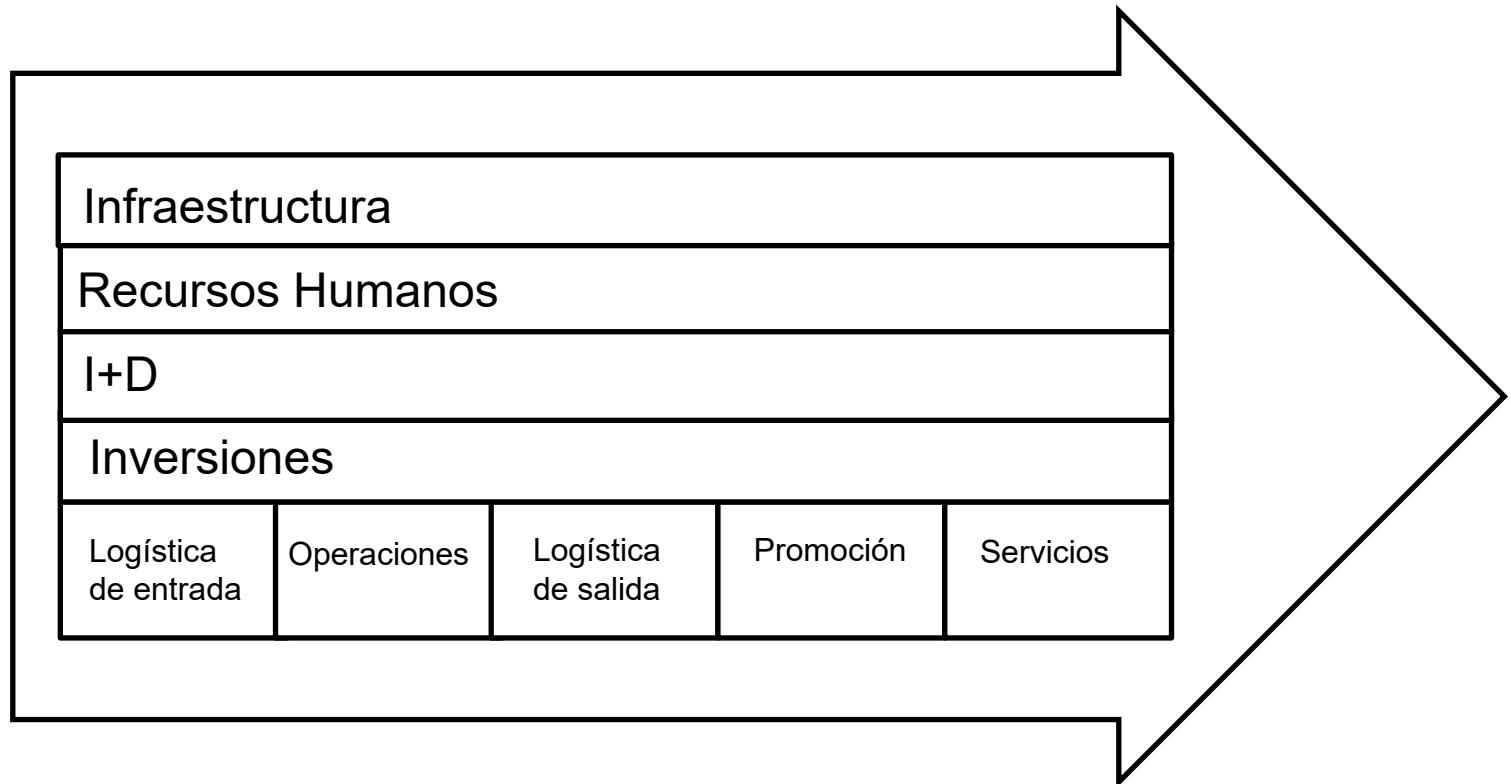 Infraestructura
Recursos Humanos
I+D
Inversiones
Logística
de entrada
Operaciones
Logística
de salida
Promoción
Servicios